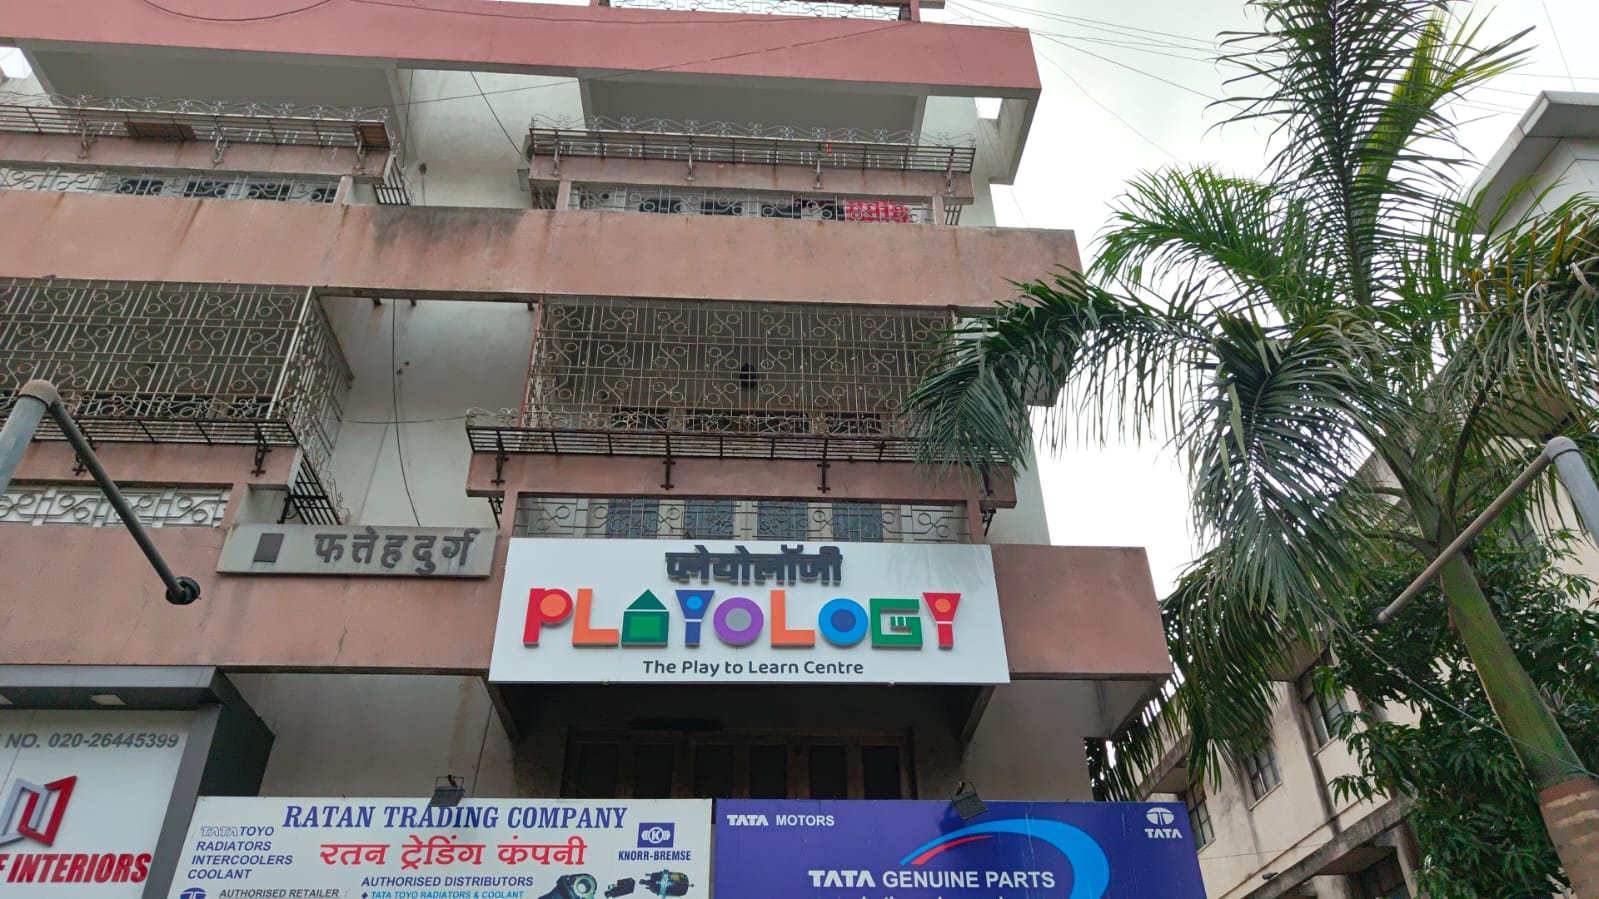 फत्तेहदुर्ग
प्लेयोलॉजी
PLAYOLOGY
The Play to Learn Centre
NO. 020-26445399
INTERIORS
RATAN TRADING COMPANY
रतन ट्रेडिंग कंपनी
TATA TOYO
RADIATORS
INTERCOOLERS
COOLANT
KNORR-BREMSE
AUTHORISED RETAILER :
AUTHORISED DISTRIBUTORS
TATA TOYO RADIATORS & COOLANT
TATA MOTORS
TATA
TATA GENUINE PARTS